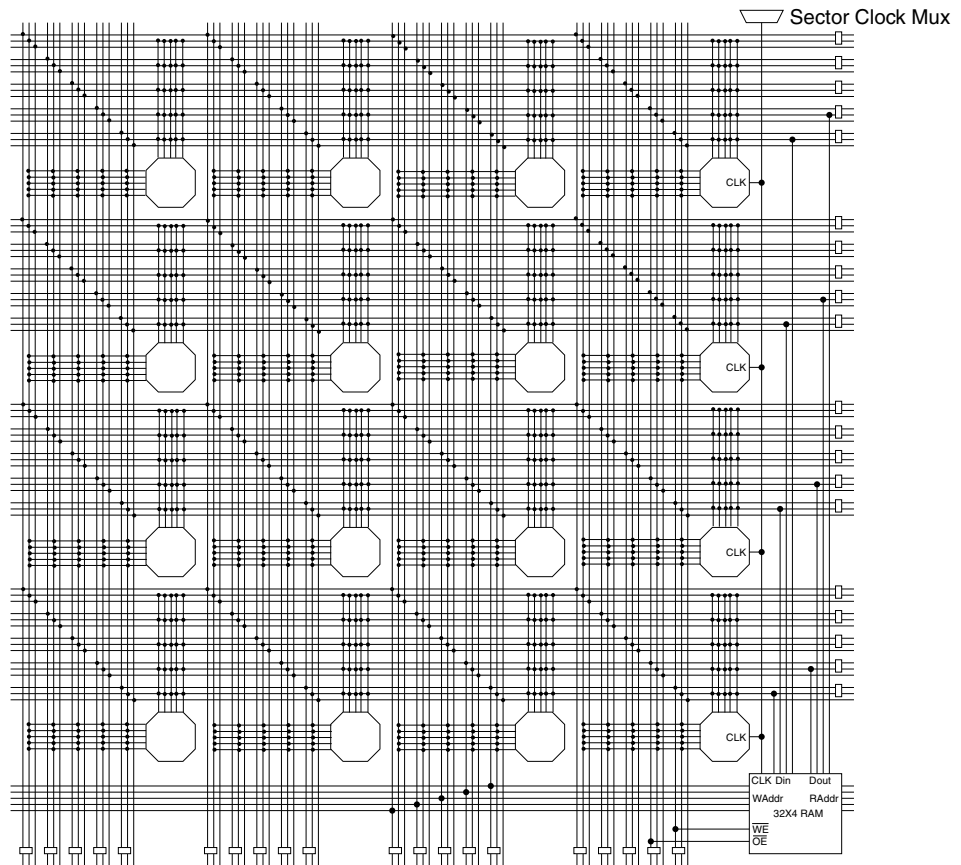 Sector Clock Mux
CLK
CLK
CLK
CLK
CLK Din Dout
WAddr RAddr
32X4 RAM
WE
OE